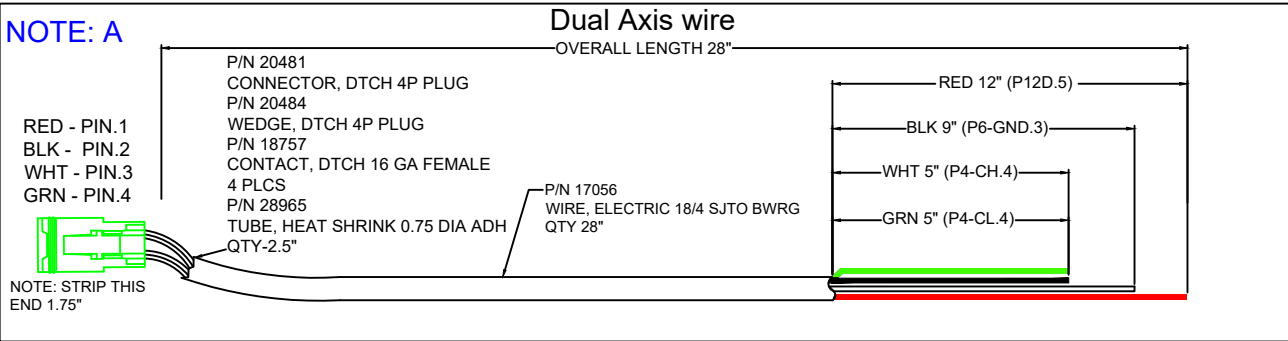 Dual Axis wire
NOTE: A
OVERALL LENGTH 28"
P/N 20481
CONNECTOR, DTCH 4P PLUG
P/N 20484
WEDGE, DTCH 4P PLUG
P/N 18757
CONTACT, DTCH 16 GA FEMALE
4 PLCS
P/N 28965
TUBE, HEAT SHRINK 0.75 DIA ADH
QTY-2.5"
RED - PIN.1
BLK - PIN.2
WHT - PIN.3
GRN - PIN.4
NOTE: STRIP THIS
END 1.75"
P/N 17056
WIRE, ELECTRIC 18/4 SJTO BWRG
QTY 28"
RED 12" (P12D.5)
BLK 9" (P6-GND.3)
WHT 5" (P4-CH.4)
GRN 5" (P4-CL.4)